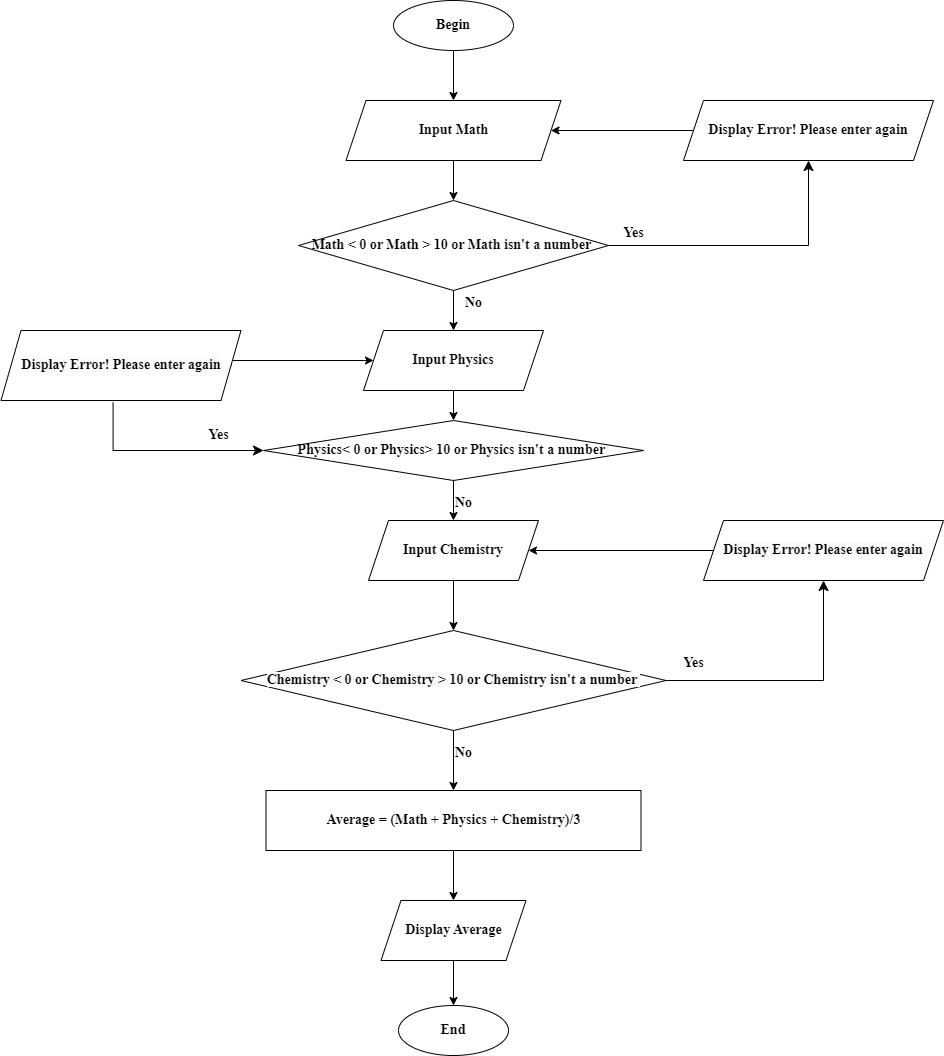 Begin
Input Math
Display Error! Please enter again
Math < 0 or Math > 10 or Math isn't a number
Yes
No
Display Error! Please enter again
Input Physics
Yes
Physics< 0 or Physics> 10 or Physics isn't a number
No
Input Chemistry
Display Error! Please enter again
Yes
Chemistry < 0 or Chemistry > 10 or Chemistry isn't a number
No
Average = (Math + Physics + Chemistry)/3
Display Average
End